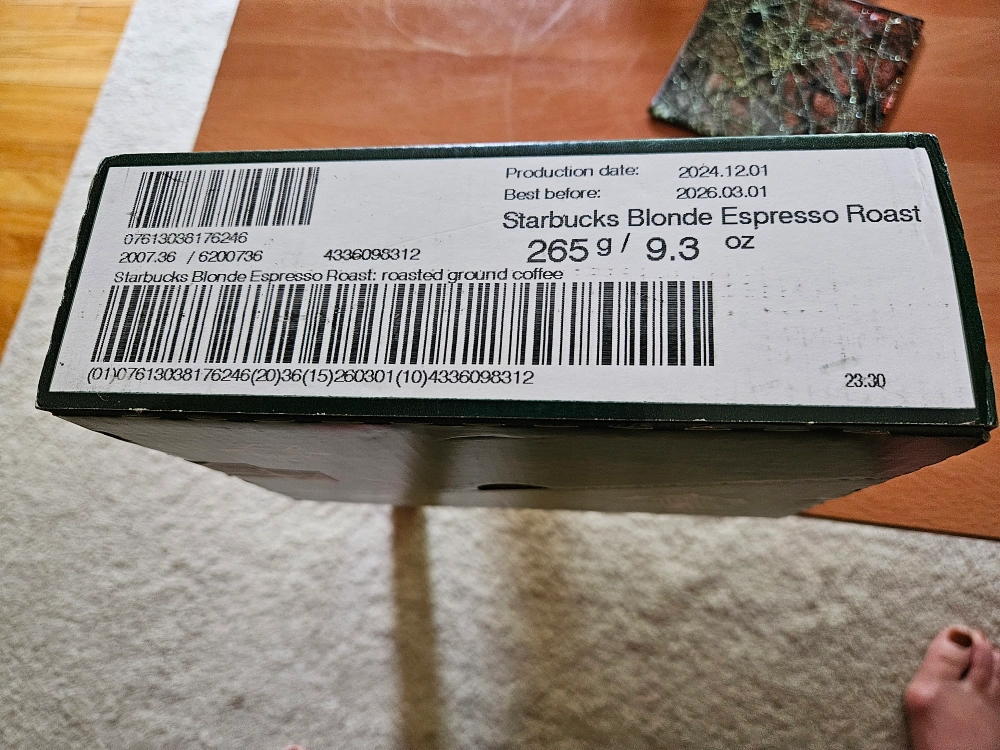 Production date: 2024.12.01
Best before: 2026.03.01
Starbucks Blonde Espresso Roast
265 g / 9.3 oz
07613038176246
2007.36 / 6200736 4336098312
Starbucks Blonde Espresso Roast: roasted ground coffee
(01)07613038176246(20)36(15)260301(10)4336098312
23:30